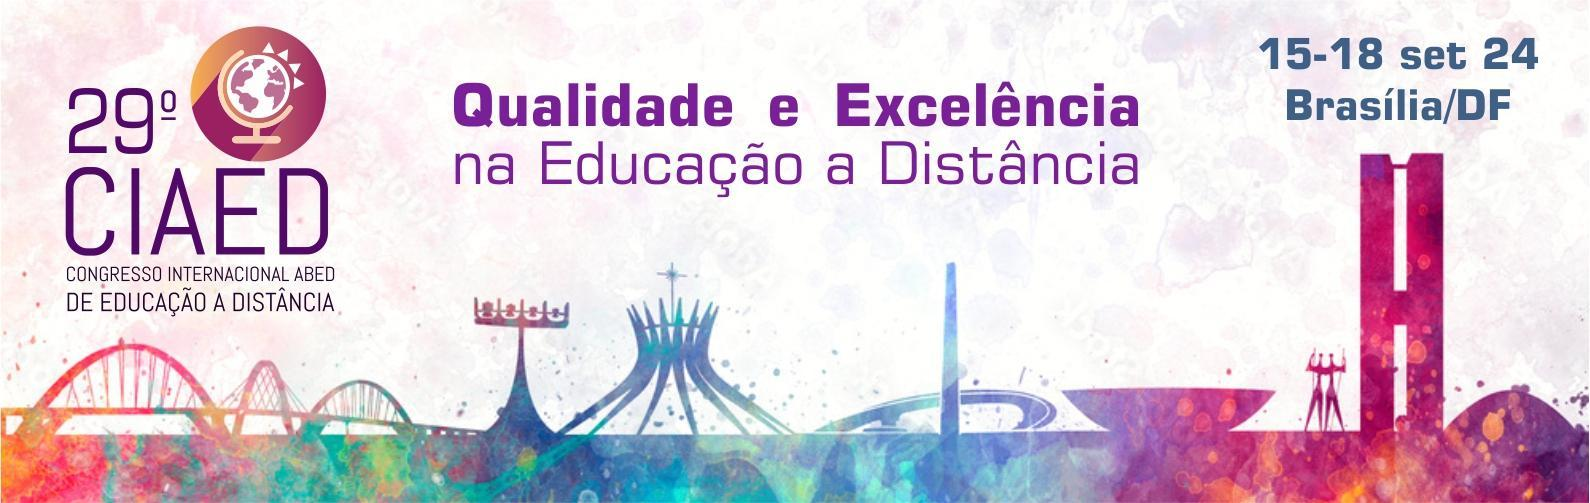 29º
CIAED
CONGRESSO INTERNACIONAL ABED
DE EDUCAÇÃO A DISTÂNCIA
Qualidade e Excelência
na Educação a Distância
15-18 set 24
Brasília/DF